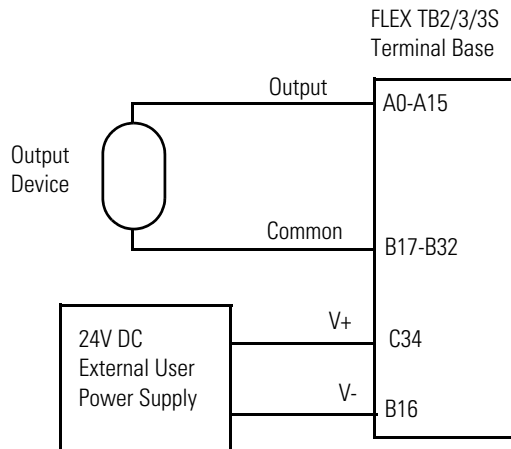 FLEX TB2/3/3S
Terminal Base
Output
A0-A15
Output
Device
Common
B17-B32
24V DC
External User
Power Supply
V+
C34
V-
B16